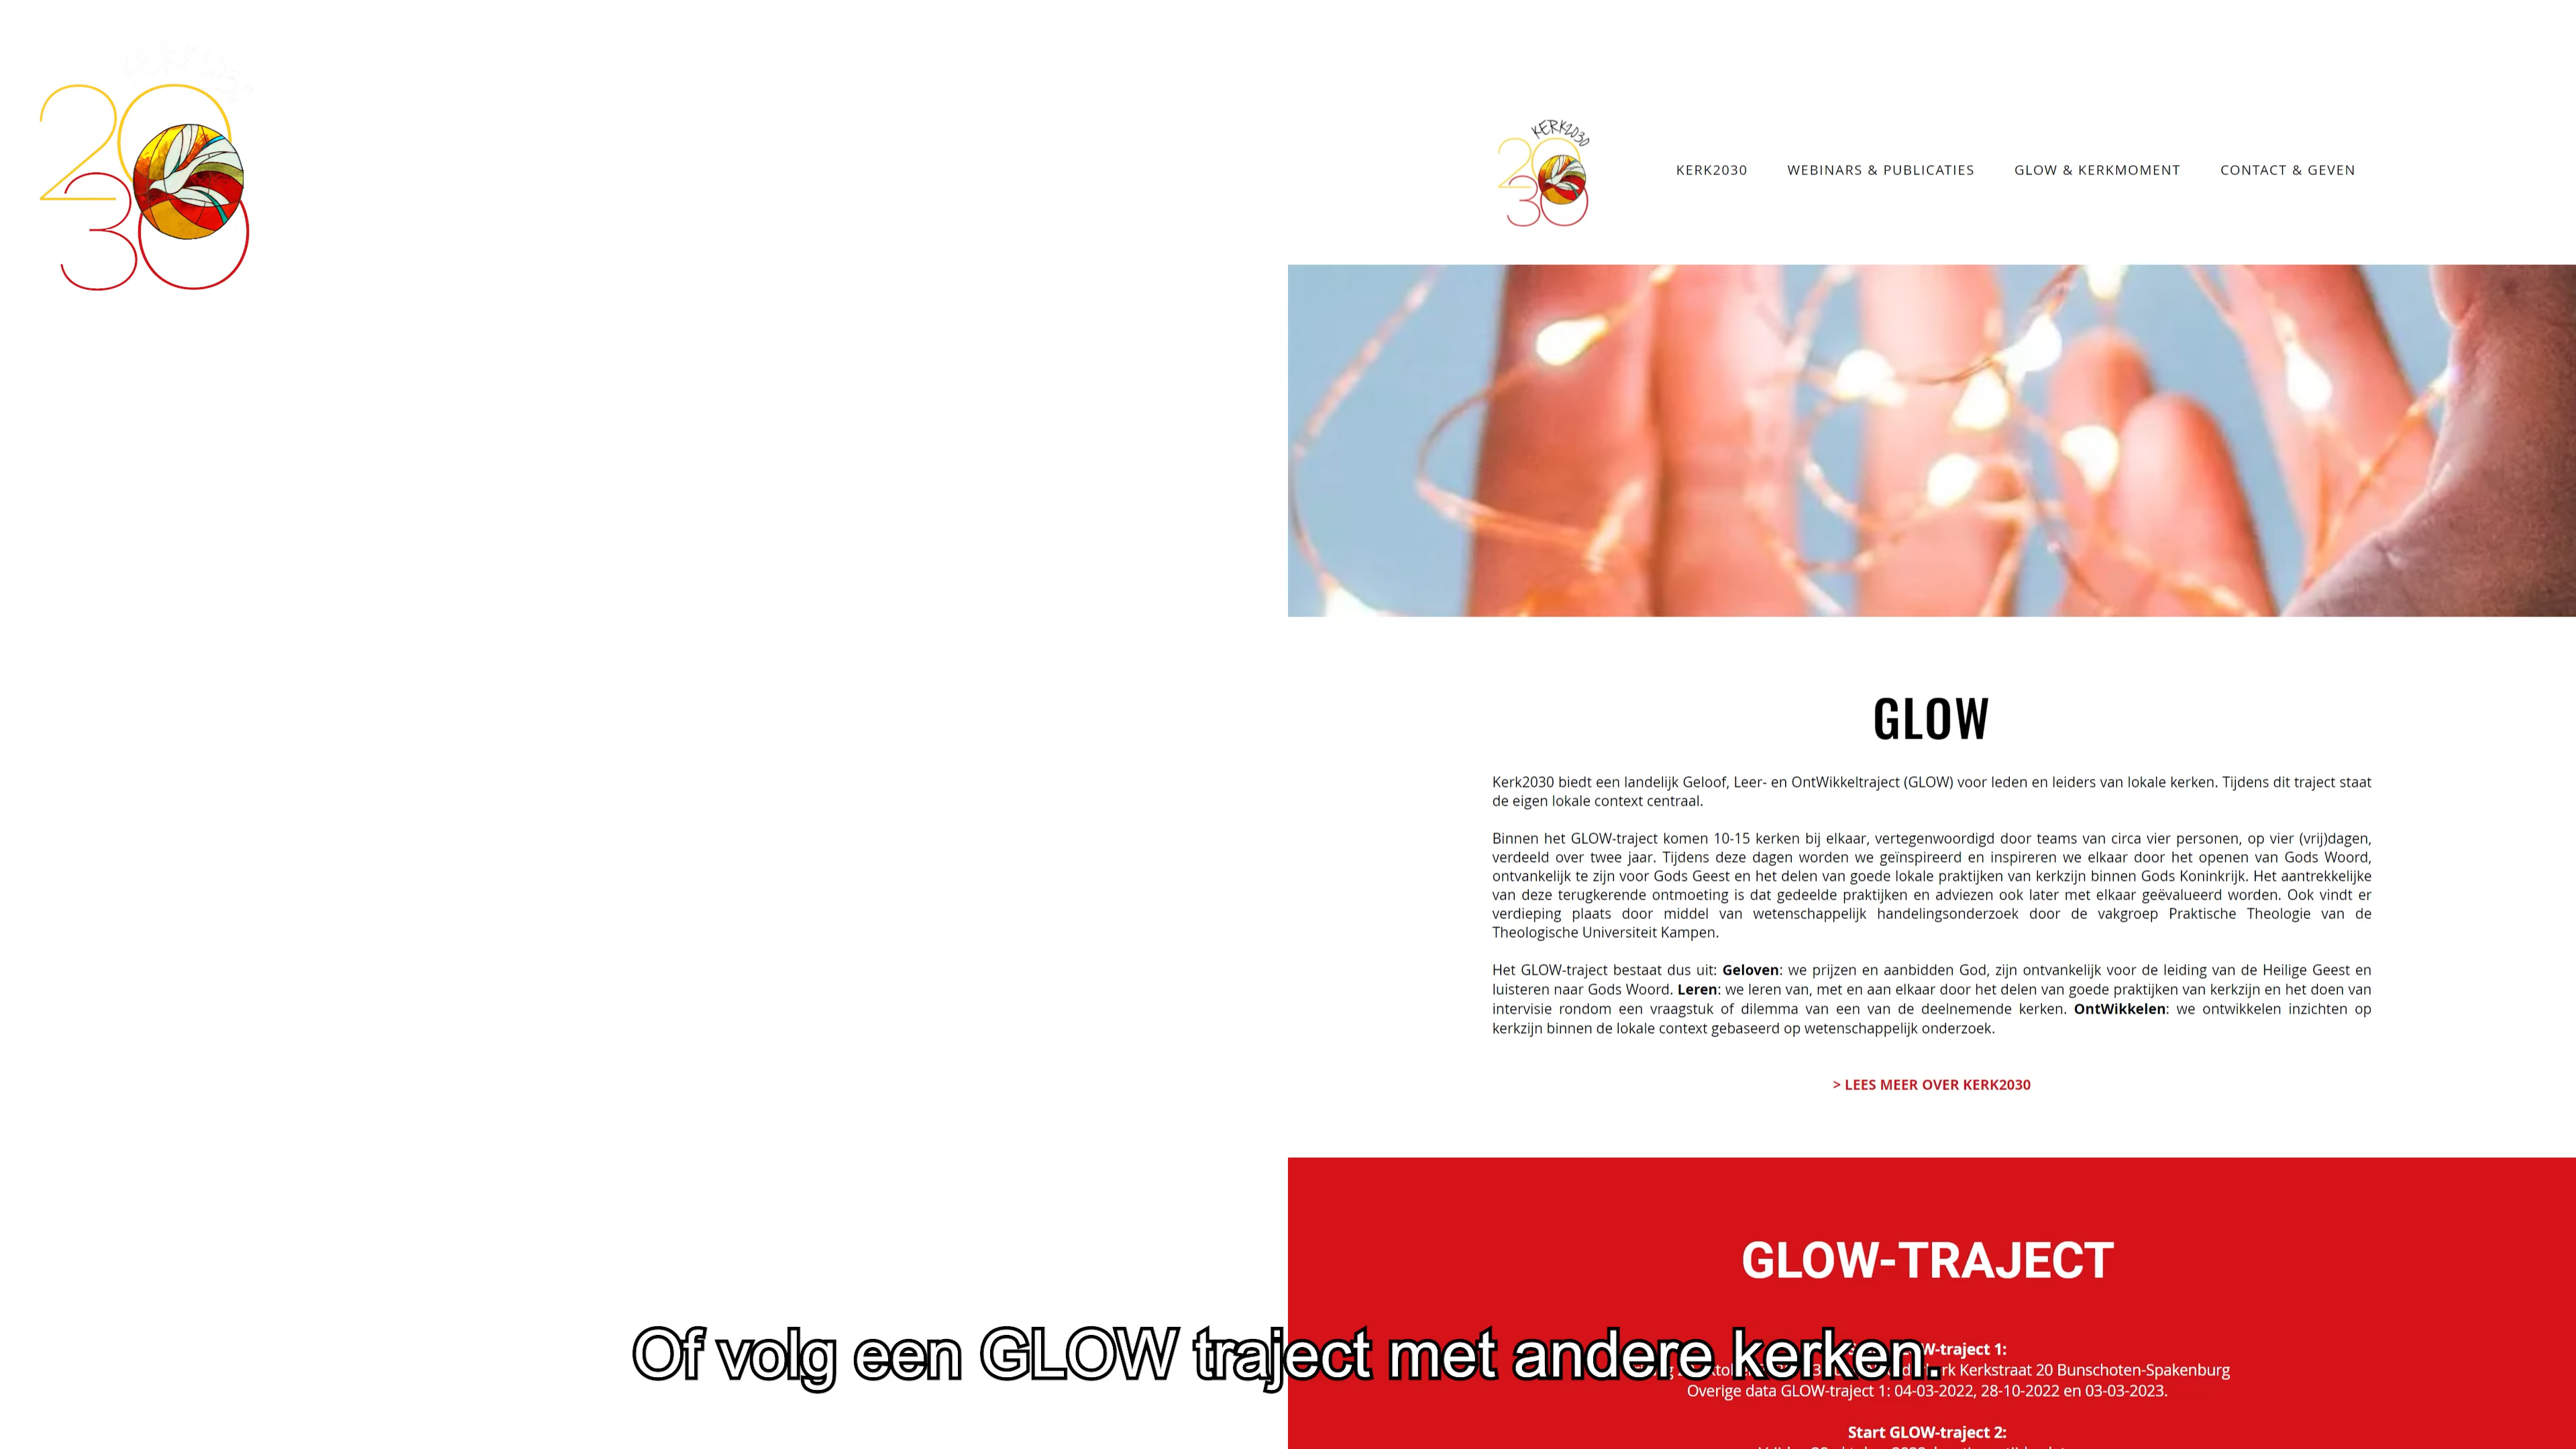 2030
KERK2030
2030
KERK2030
WEBINARS & PUBLICATIES
GLOW & KERKMOMENT
CONTACT & GEVEN
GLOW
Kerk2030 biedt een landelijk Geloof, Leer- en OntWikkeltraject (GLOW) voor leden en leiders van lokale kerken. Tijdens dit traject staat
de eigen lokale context centraal.
Binnen het GLOW-traject komen 10-15 kerken bij elkaar, vertegenwoordigd door teams van circa vier personen, op vier (vrij)dagen,
verdeeld over twee jaar. Tijdens deze dagen worden we geïnspireerd en inspireren we elkaar door het openen van Gods Woord,
ontvankelijk te zijn voor Gods Geest en het delen van goede lokale praktijken van kerkzijn binnen Gods Koninkrijk. Het aantrekkelijke
van deze terugkerende ontmoeting is dat gedeelde praktijken en adviezen ook later met elkaar geëvalueerd worden. Ook vindt er
verdieping plaats door middel van wetenschappelijk handelingsonderzoek door de vakgroep Praktische Theologie van de
Theologische Universiteit Kampen.
Het GLOW-traject bestaat dus uit: Geloven: we prijzen en aanbidden God, zijn ontvankelijk voor de leiding van de Heilige Geest en
luisteren naar Gods Woord. Leren: we leren van, met en aan elkaar door het delen van goede praktijken van kerkzijn en het doen van
intervisie rondom een vraagstuk of dilemma van een van de deelnemende kerken. OntWikkelen: we ontwikkelen inzichten op
kerkzijn binnen de lokale context gebaseerd op wetenschappelijk onderzoek.
> LEES MEER OVER KERK2030
GLOW-TRAJECT
traject 1:
Kerkstraat 20 Bunschoten-Spakenburg
Of volg een GLOW traject met andere kerken.
Overige data GLOW-traject 1: 04-03-2022, 28-10-2022 en 03-03-2023.
Start GLOW-traject 2: